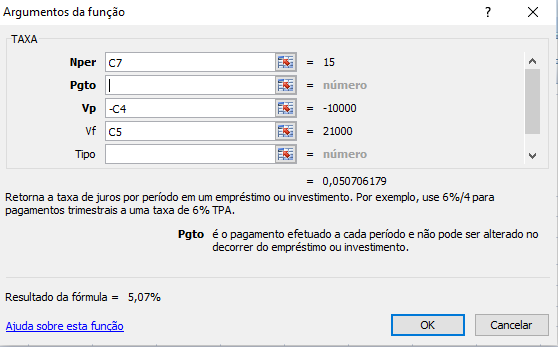 Argumentos da função ? ×
TAXA
Nper C7 = 15
Pgto = número
Vp -C4 = -10000
Vf C5 = 21000
Tipo = número
= 0,050706179
Retorna a taxa de juros por período em um empréstimo ou investimento. Por exemplo, use 6%/4 para
pagamentos trimestrais a uma taxa de 6% TPA.
Pgto é o pagamento efetuado a cada período e não pode ser alterado no
decorrer do empréstimo ou investimento.
Resultado da fórmula = 5,07%
Ajuda sobre esta função OK Cancelar